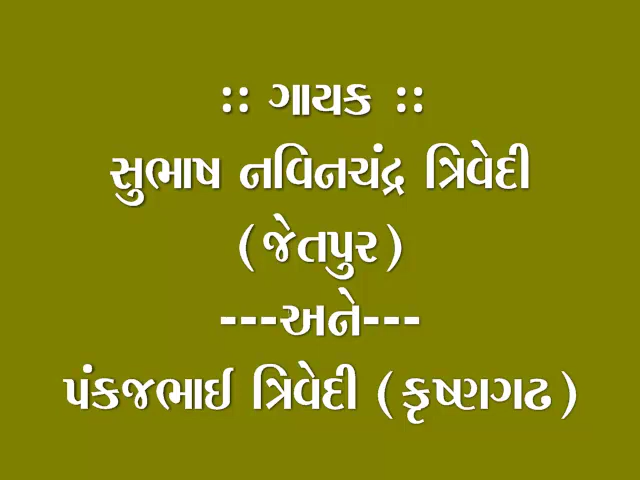 :: ગાયક ::
સુભાષ નવિનચંદ્ર ત્રિવેદી
(જેતપુર)
---અને---
પંકજભાઈ ત્રિવેદી (કૃષ્ણગઢ)